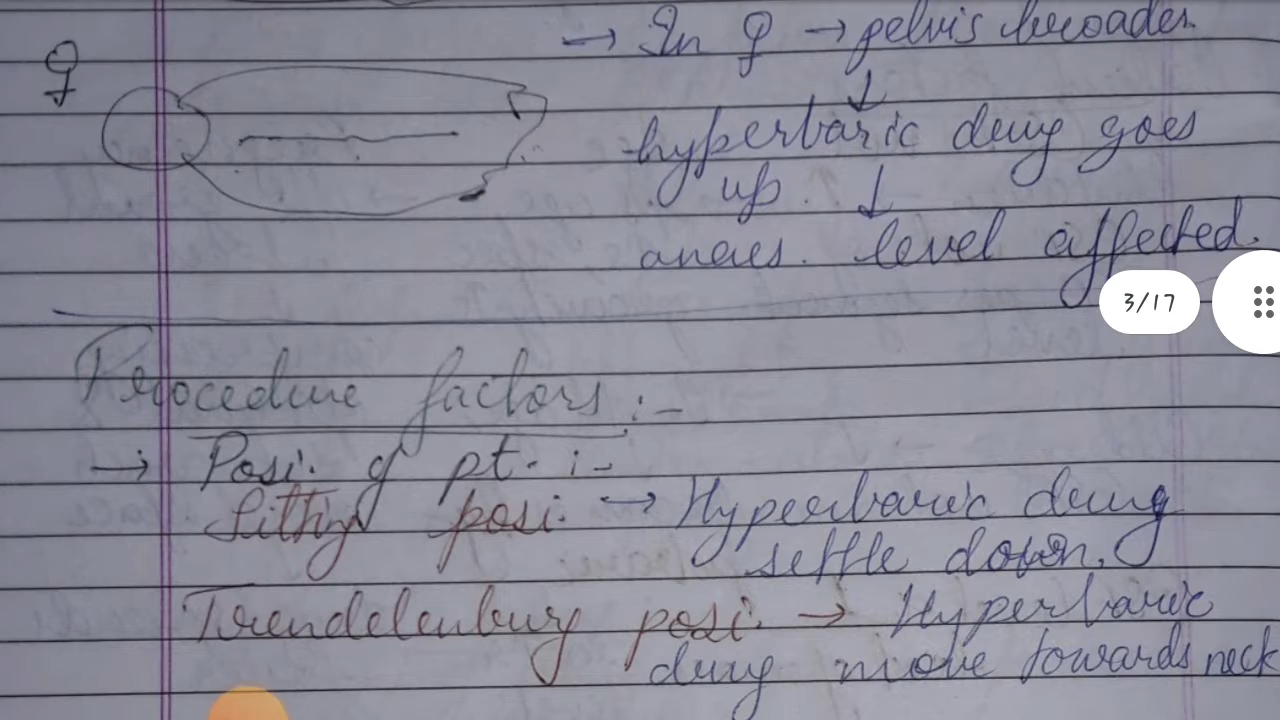 → In ♀ → pelvis broader
♀
↓
hyperbaric drug goes
up. ↓
anaes. level affected.
3/17
Procedure factors :-
→ Posi. of pt. :-
Sitting posi. → Hyperbaric drug
settle down.
Trendelenburg posi. → Hyperbaric
drug move towards neck